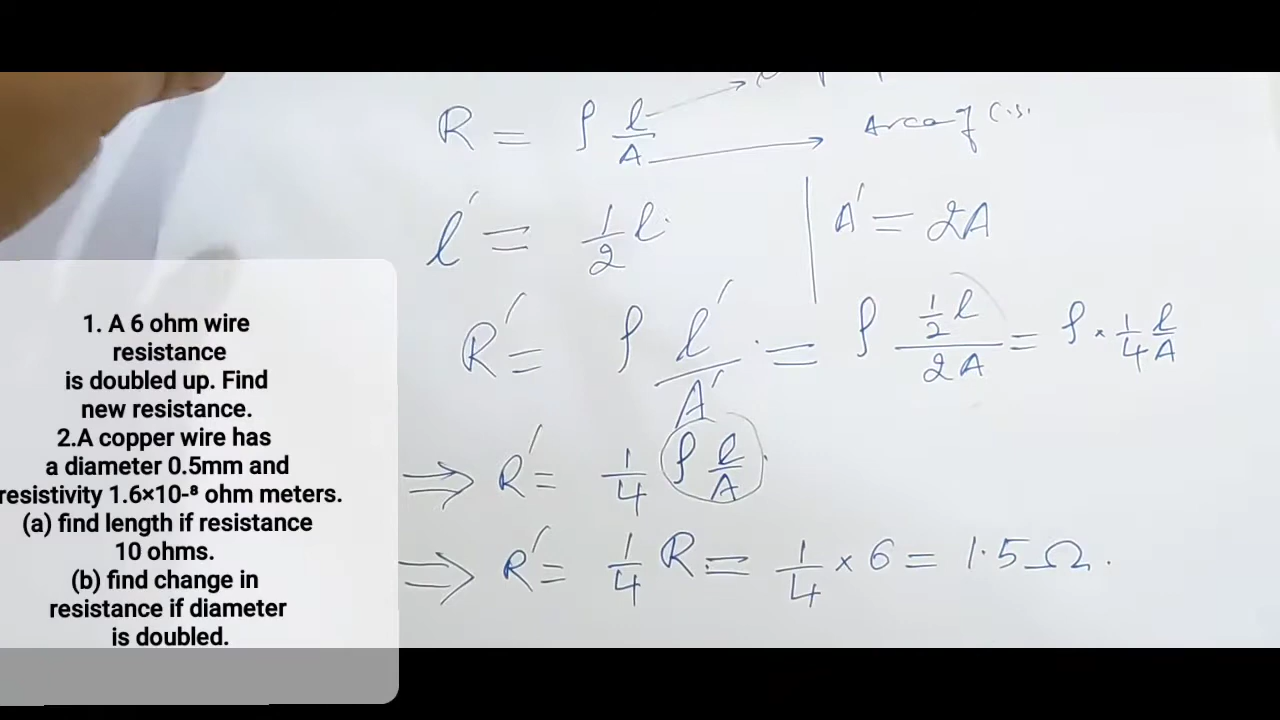 R = ρ l/A → Area of C.S.
l' = 1/2 l. | A' = 2A
R' = ρ l'/A' = ρ (1/2 l)/(2A) = ρ × 1/4 l/A
⇒ R' = 1/4 ρ l/A
⇒ R' = 1/4 R = 1/4 × 6 = 1.5 Ω.
1. A 6 ohm wire
resistance
is doubled up. Find
new resistance.
2.A copper wire has
a diameter 0.5mm and
resistivity 1.6×10-⁸ ohm meters.
(a) find length if resistance
10 ohms.
(b) find change in
resistance if diameter
is doubled.